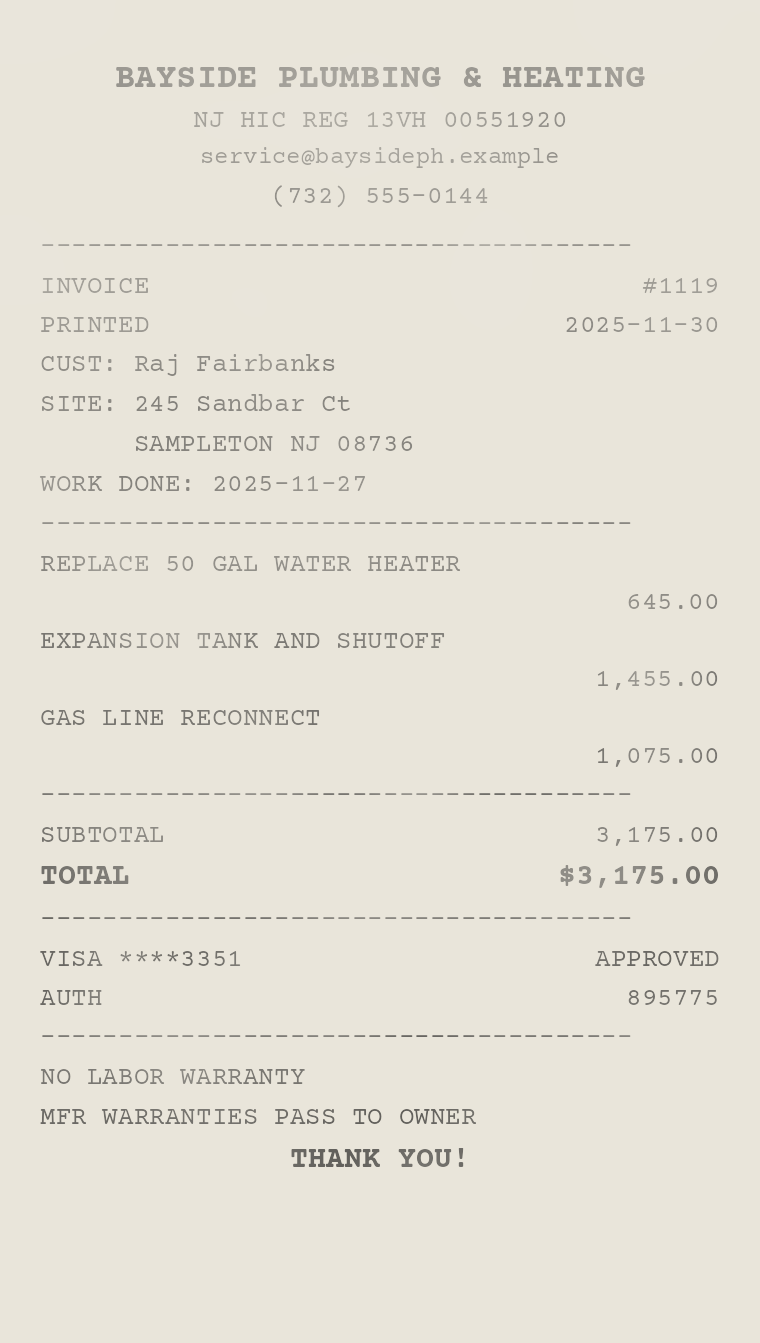 BAYSIDE PLUMBING & HEATING
NJ HIC REG 13VH 00551920
service@baysideph.example
(732) 555-0144
--------------------------------------
INVOICE #1119
PRINTED 2025-11-30
CUST: Raj Fairbanks
SITE: 245 Sandbar Ct
SAMPLETON NJ 08736
WORK DONE: 2025-11-27
--------------------------------------
REPLACE 50 GAL WATER HEATER
645.00
EXPANSION TANK AND SHUTOFF
1,455.00
GAS LINE RECONNECT
1,075.00
--------------------------------------
SUBTOTAL 3,175.00
TOTAL $3,175.00
--------------------------------------
VISA ****3351 APPROVED
AUTH 895775
--------------------------------------
NO LABOR WARRANTY
MFR WARRANTIES PASS TO OWNER
THANK YOU!